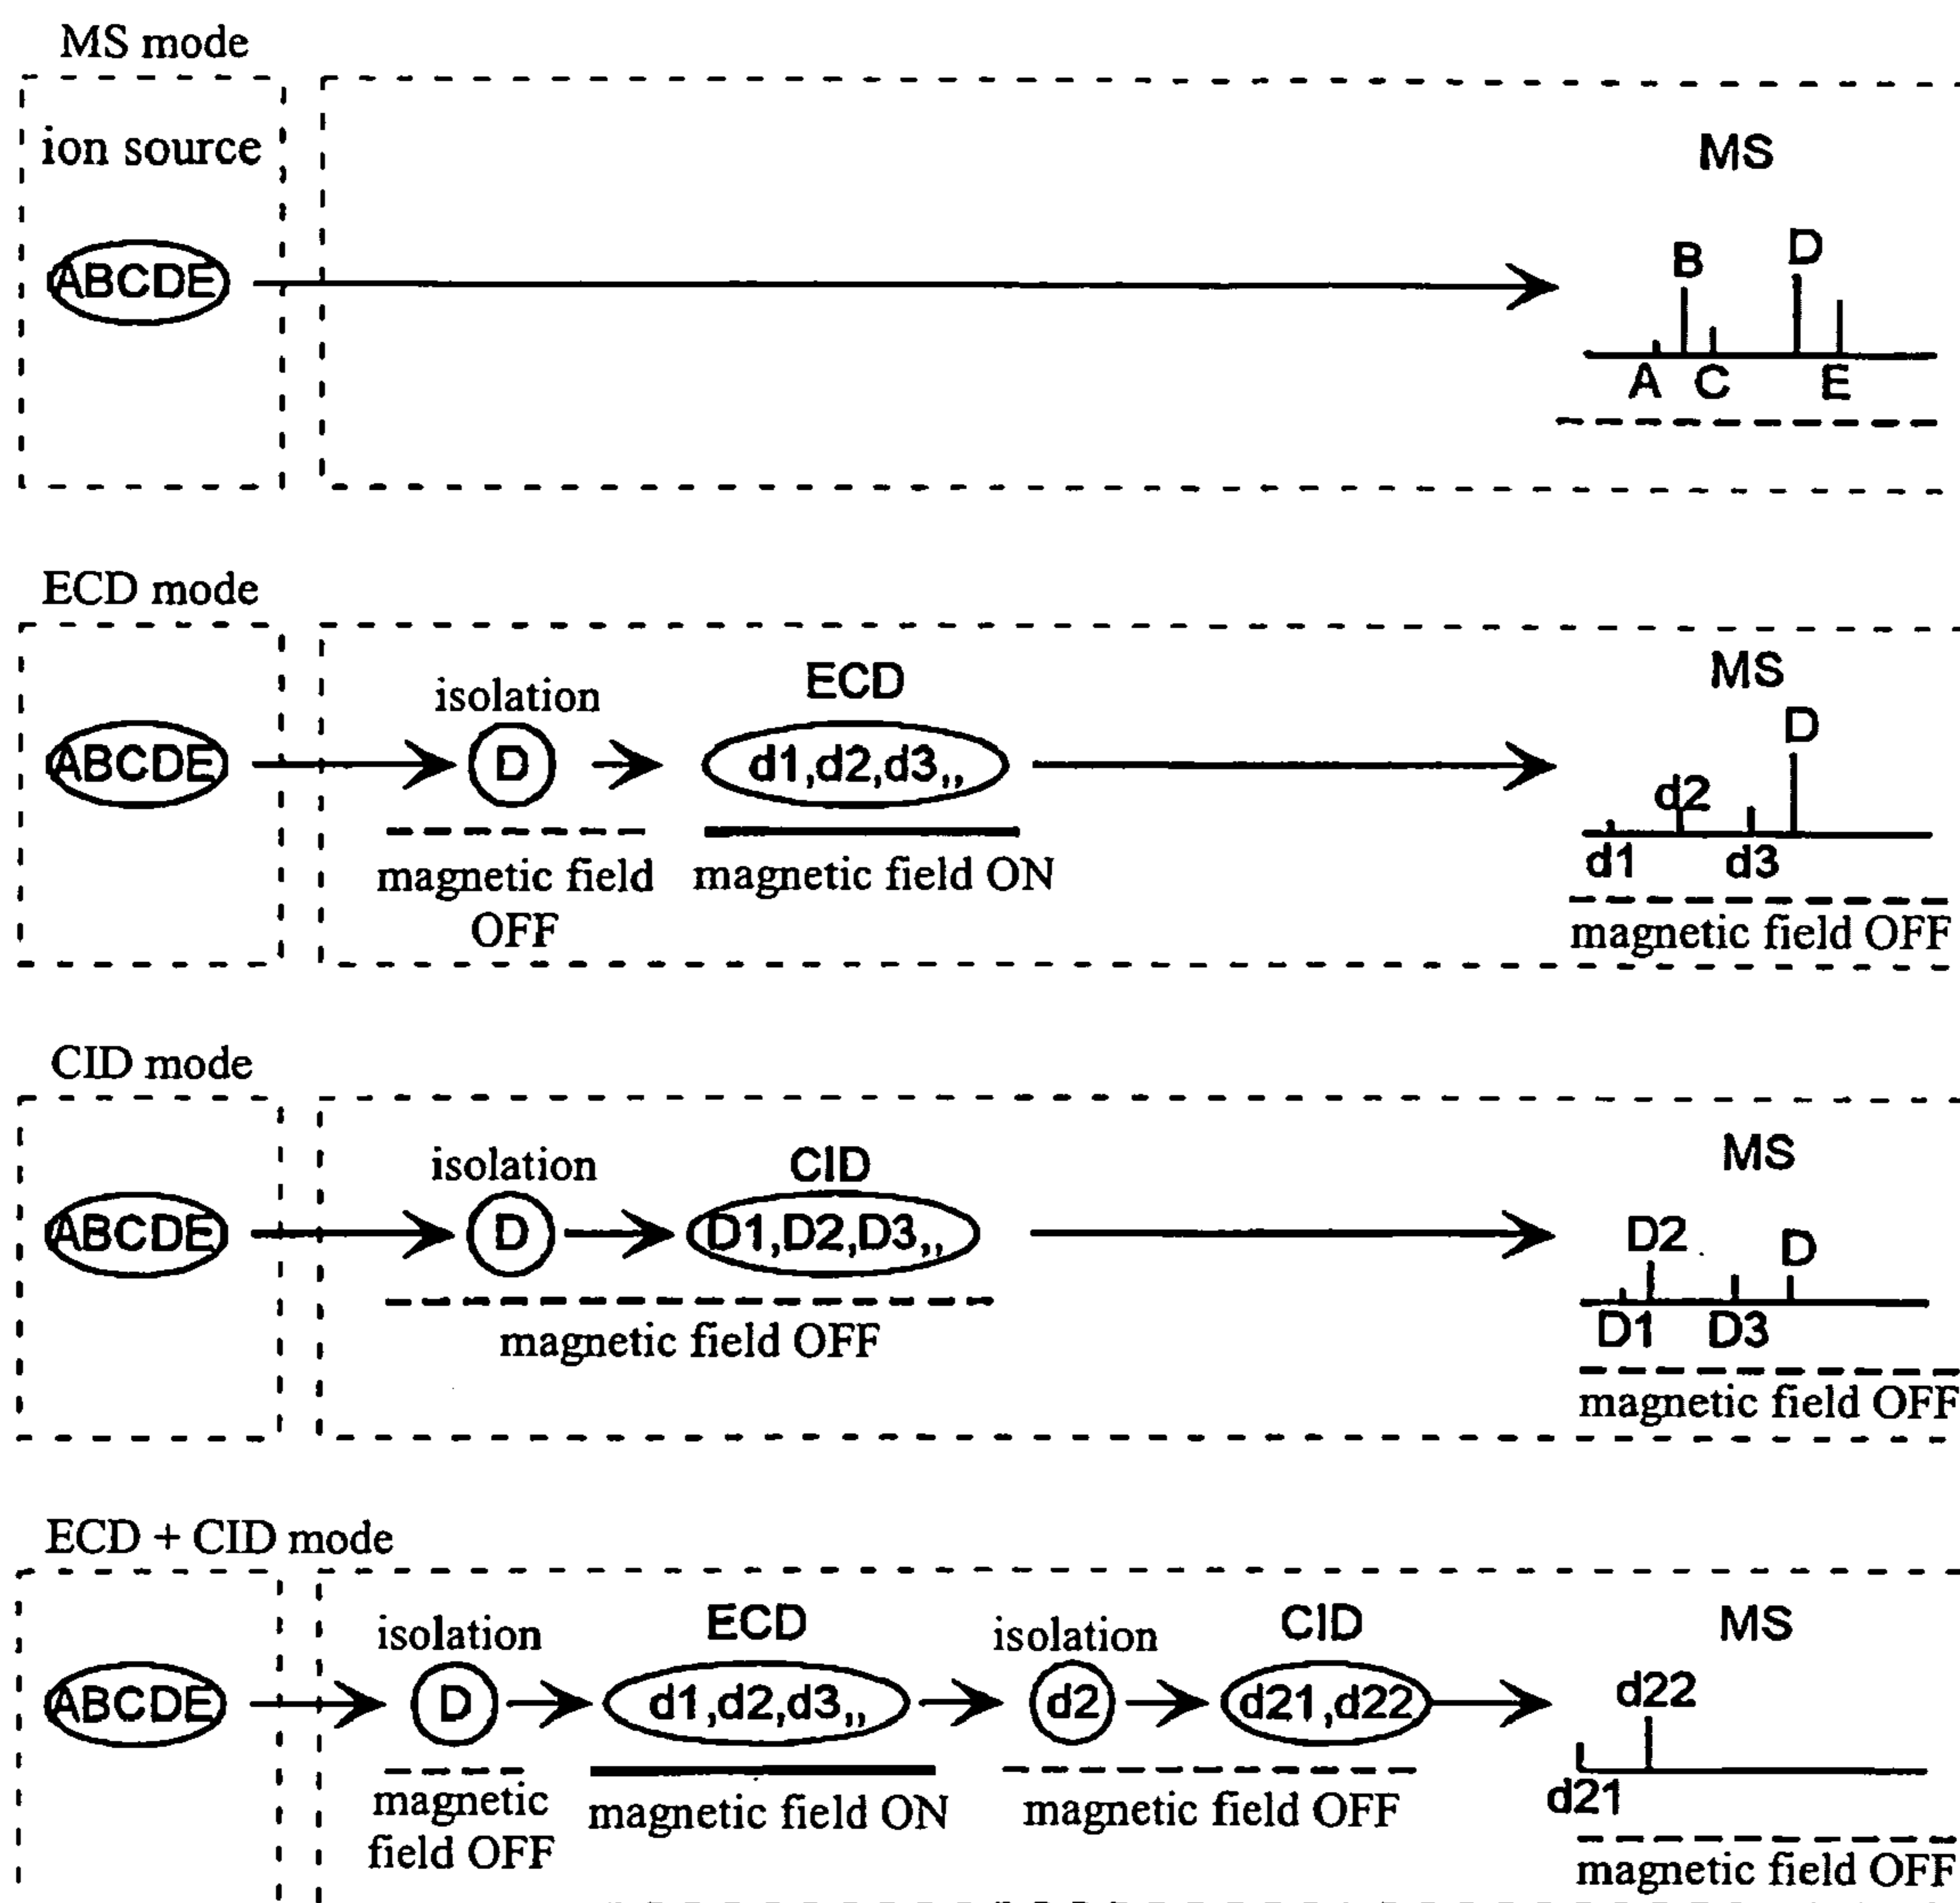 MS mode
ion source
MS
ABCDE
B
D
A
C
E
ECD mode
isolation
ECD
MS
ABCDE
D
d1,d2,d3,,
D
d2
d1
d3
magnetic field
OFF
magnetic field ON
magnetic field OFF
CID mode
isolation
CID
MS
ABCDE
D
D1,D2,D3,,
D2
D
D1
D3
magnetic field OFF
magnetic field OFF
ECD + CID mode
isolation
ECD
isolation
CID
MS
ABCDE
D
d1,d2,d3,,
d2
d21,d22
d22
d21
magnetic
field OFF
magnetic field ON
magnetic field OFF
magnetic field OFF